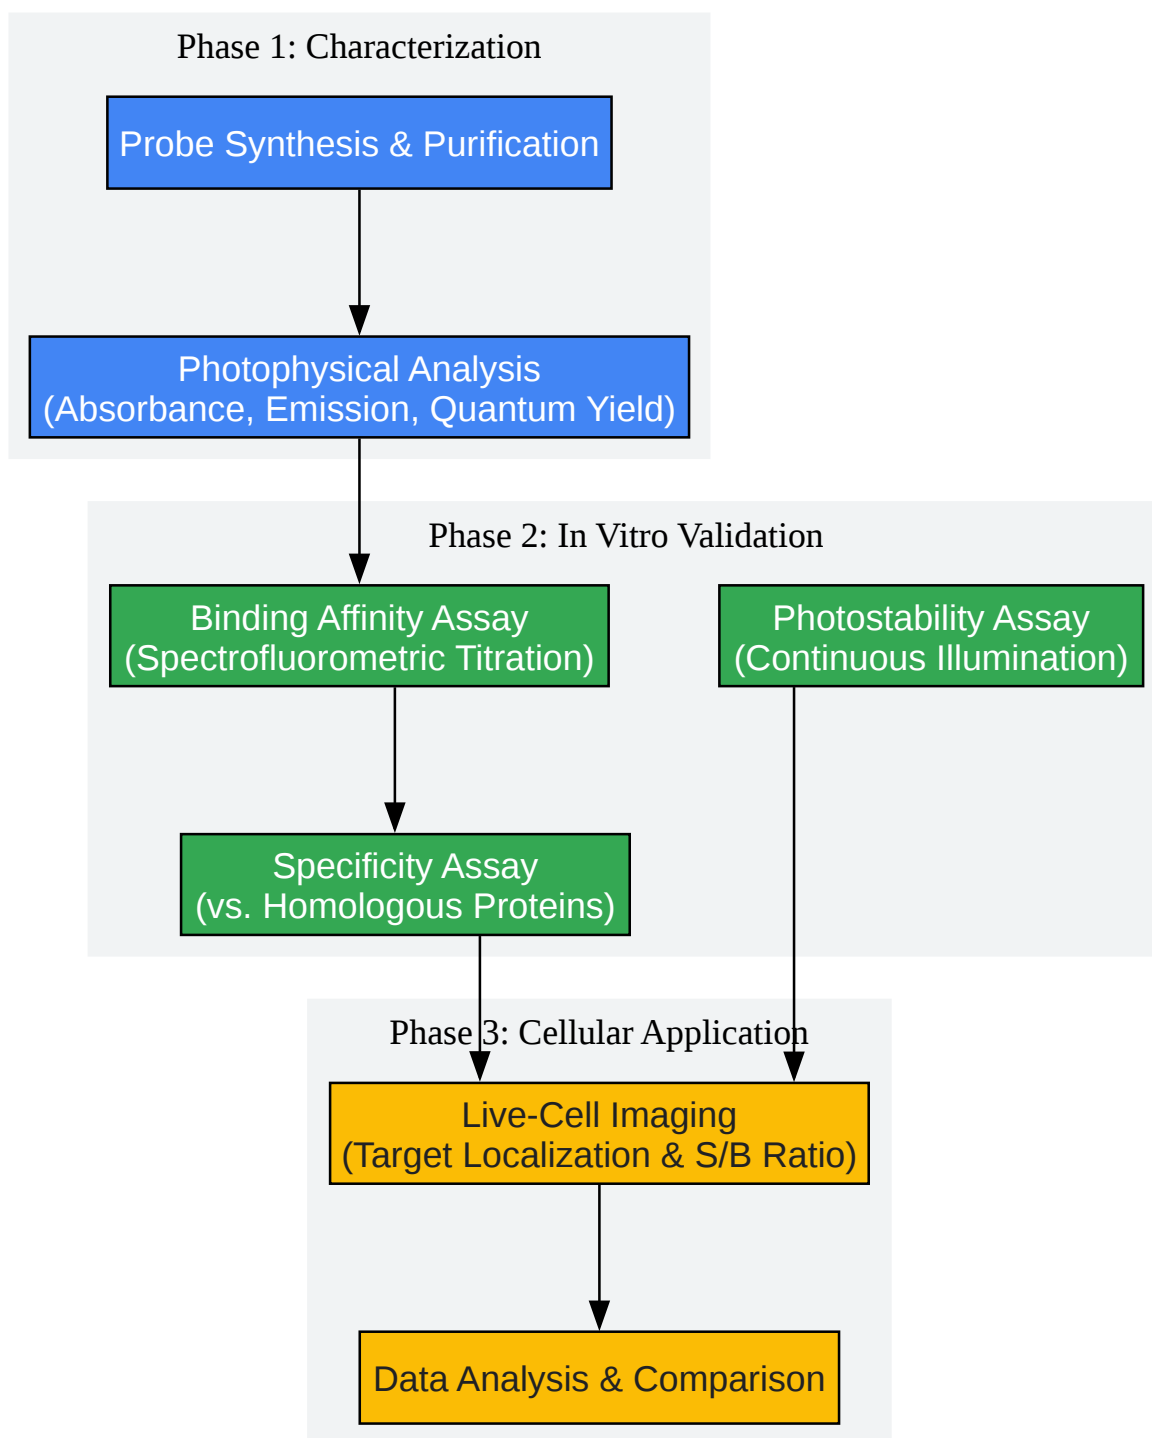 Phase 1: Characterization
Probe Synthesis & Purification
Photophysical Analysis
(Absorbance, Emission, Quantum Yield)
Phase 2: In Vitro Validation
Binding Affinity Assay
(Spectrofluorometric Titration)
Photostability Assay
(Continuous Illumination)
Specificity Assay
(vs. Homologous Proteins)
Phase 3: Cellular Application
Live-Cell Imaging
(Target Localization & S/B Ratio)
Data Analysis & Comparison